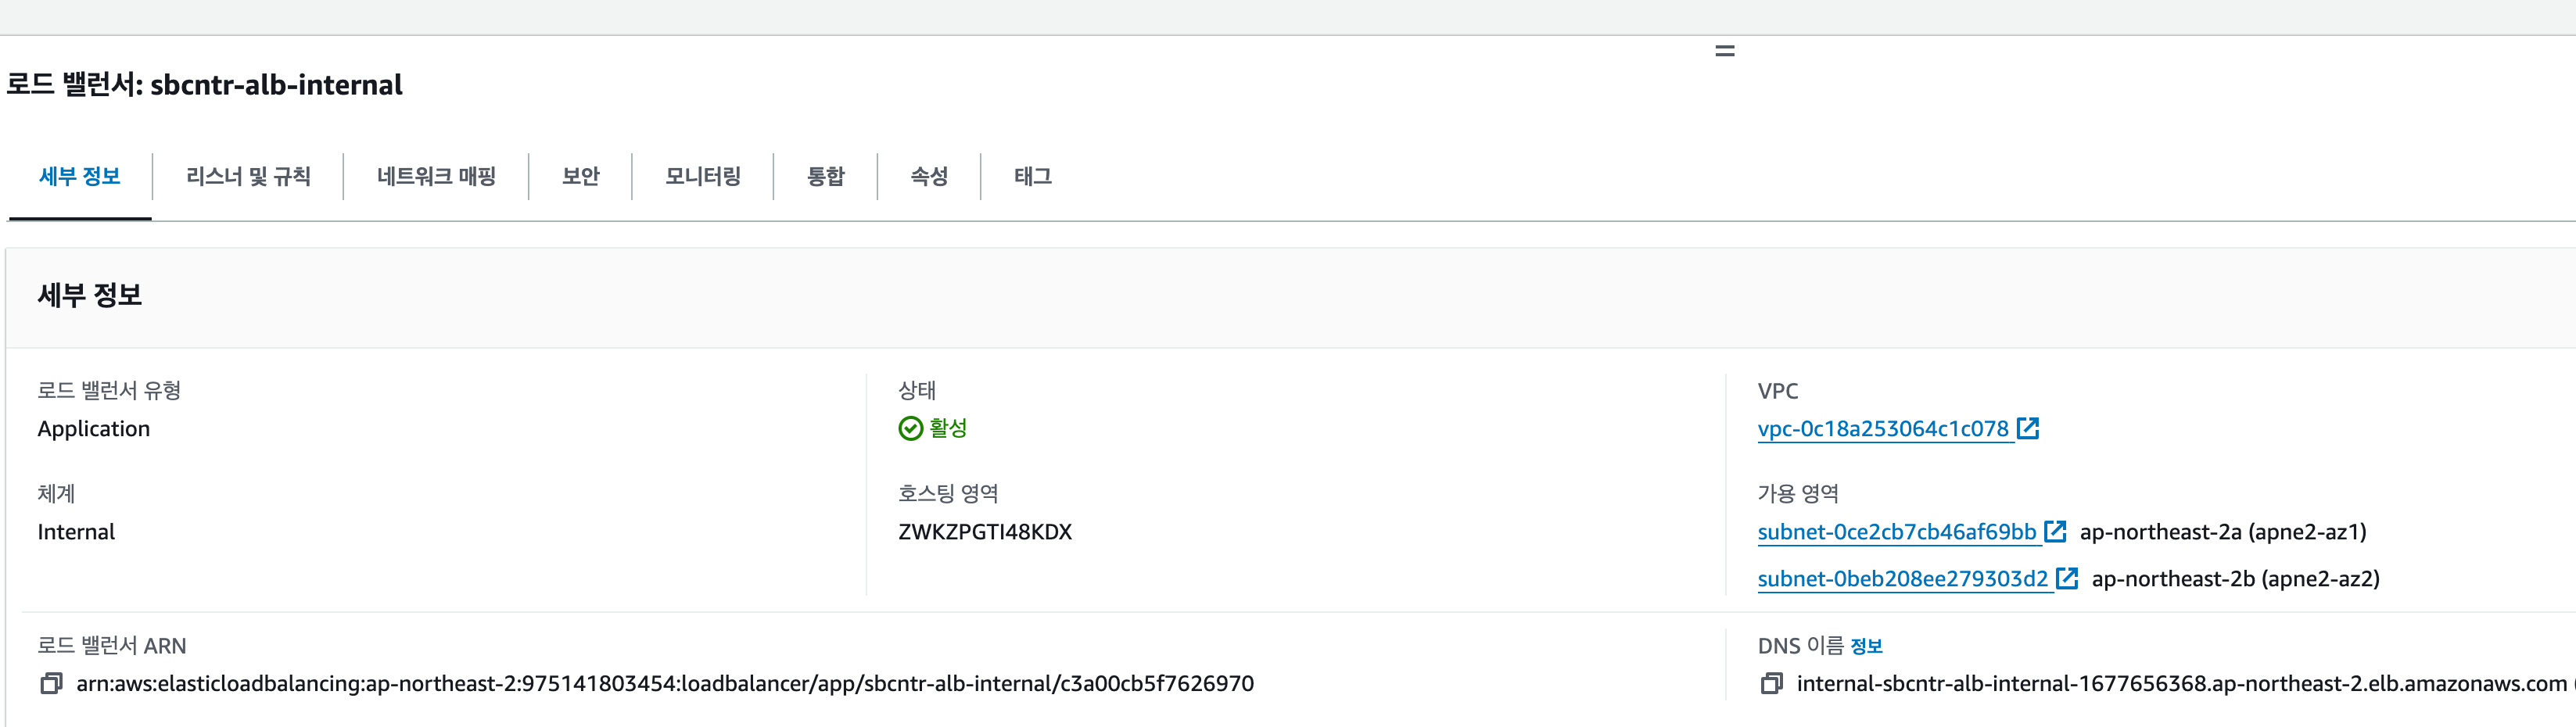 로드 밸런서: sbcntr-alb-internal
세부 정보
리스너 및 규칙
네트워크 매핑
보안
모니터링
통합
속성
태그
세부 정보
로드 밸런서 유형
Application
상태
활성
VPC
vpc-0c18a253064c1c078
체계
Internal
호스팅 영역
ZWKZPGTI48KDX
가용 영역
subnet-0ce2cb7cb46af69bb ap-northeast-2a (apne2-az1)
subnet-0beb208ee279303d2 ap-northeast-2b (apne2-az2)
로드 밸런서 ARN
arn:aws:elasticloadbalancing:ap-northeast-2:975141803454:loadbalancer/app/sbcntr-alb-internal/c3a00cb5f7626970
DNS 이름 정보
internal-sbcntr-alb-internal-1677656368.ap-northeast-2.elb.amazonaws.com (